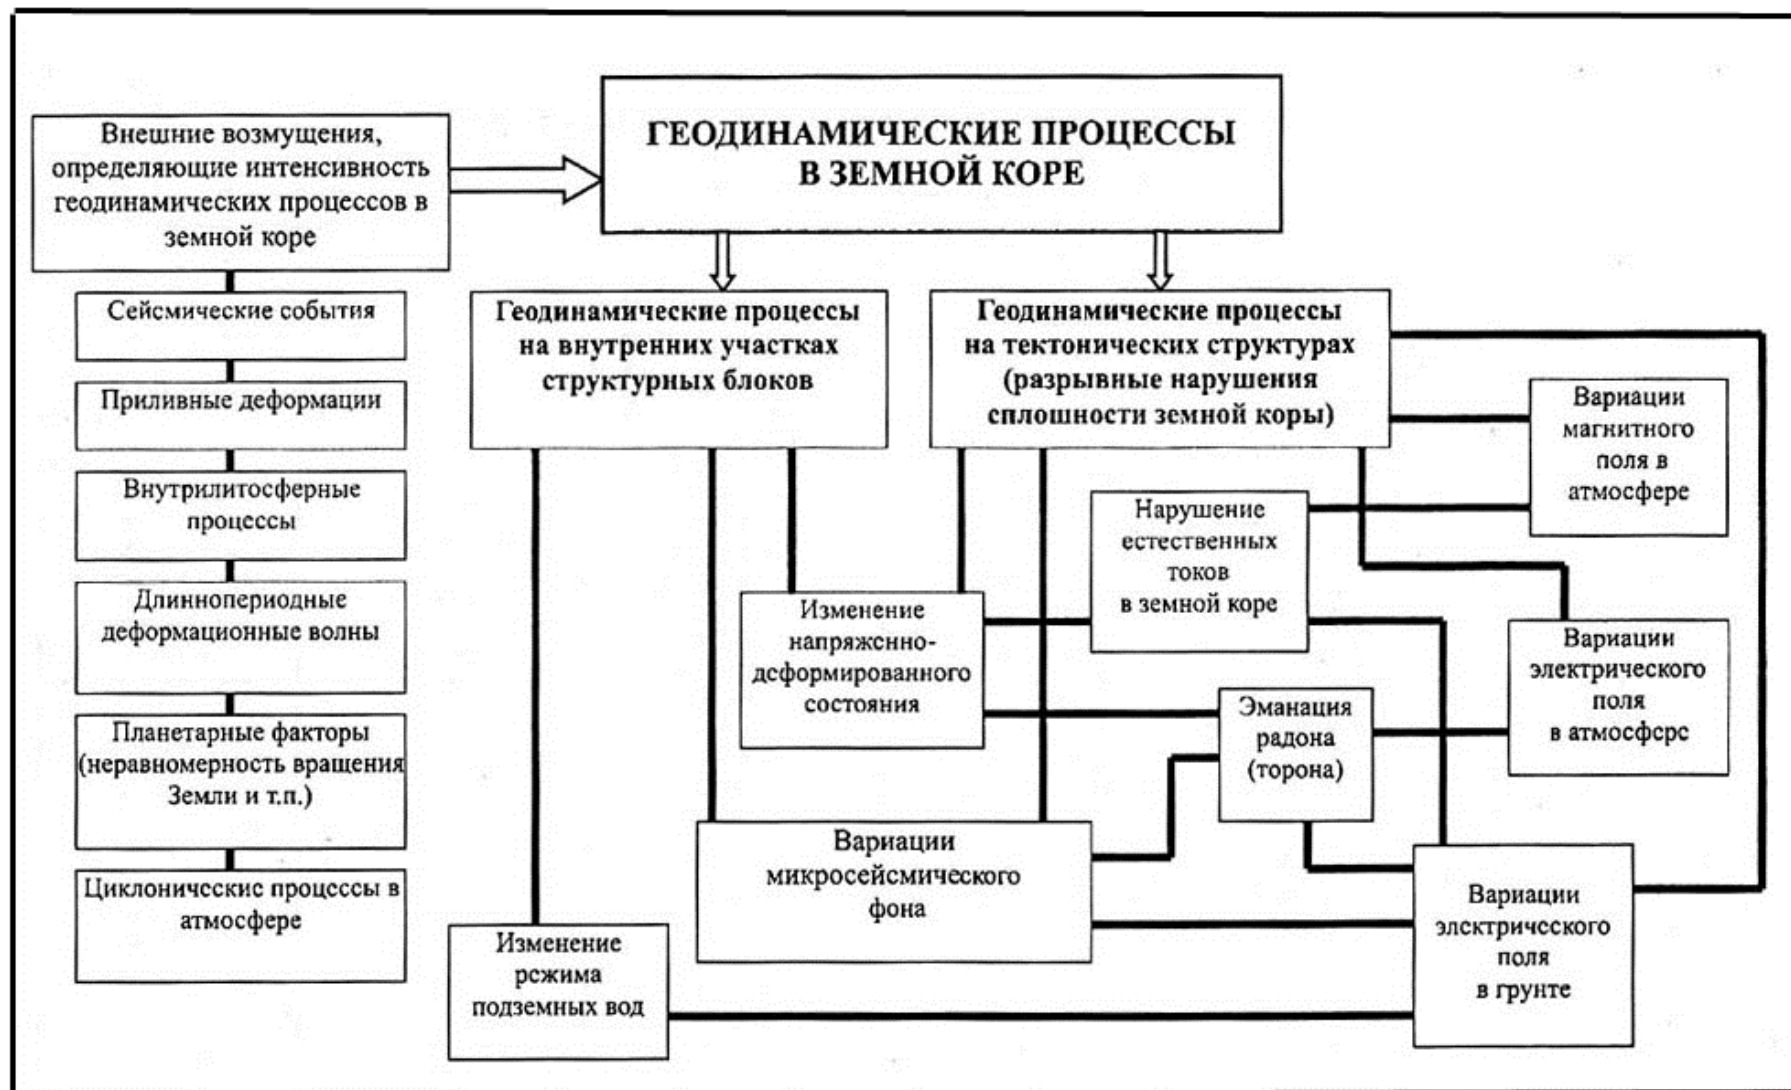 ГЕОДИНАМИЧЕСКИЕ ПРОЦЕССЫ
В ЗЕМНОЙ КОРЕ
Внешние возмущения,
определяющие интенсивность
геодинамических процессов в
земной коре
Сейсмические события
Приливные деформации
Внутрилитосферные
процессы
Длиннопериодные
деформационные волны
Планетарные факторы
(неравномерность вращения
Земли и т.п.)
Циклонические процессы в
атмосфере
Геодинамические процессы
на внутренних участках
структурных блоков
Геодинамические процессы
на тектонических структурах
(разрывные нарушения
сплошности земной коры)
Вариации
магнитного
поля в
атмосфере
Нарушение
естественных
токов
в земной коре
Изменение
напряженно-
деформированного
состояния
Вариации
электрического
поля
в атмосфере
Эманация
радона
(торона)
Вариации
микросейсмического
фона
Вариации
электрического
поля
в грунте
Изменение
режима
подземных вод